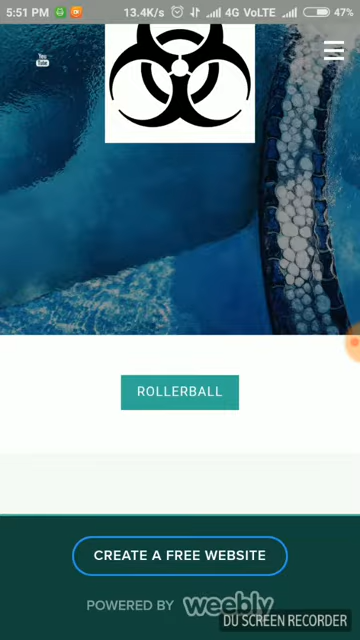 5:51 PM 13.4K/s 4G VoLTE 47%
You
Tube
ROLLERBALL
CREATE A FREE WEBSITE
POWERED BY weebly
DU SCREEN RECORDER